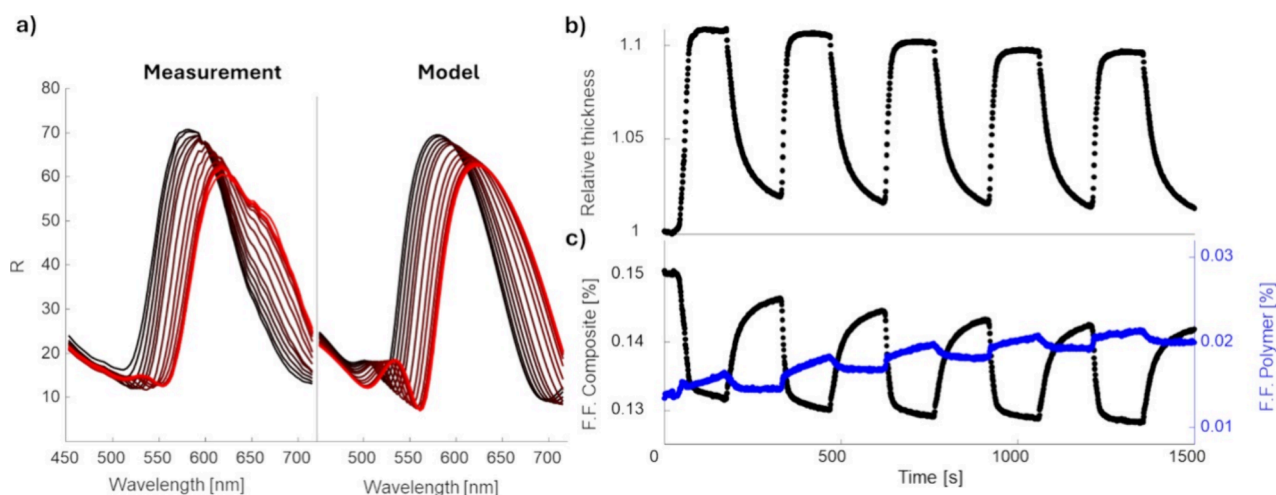 a)
Measurement
Model
80
70
60
50
40
30
20
10
R
450 500 550 600 650 700
500 550 600 650 700
Wavelength [nm]
Wavelength [nm]
b)
1.1
1.05
1
Relative thickness
c)
0.15
0.14
0.13
F.F. Composite [%]
0.03
0.02
0.01
F.F. Polymer [%]
0 500 1000 1500
Time [s]